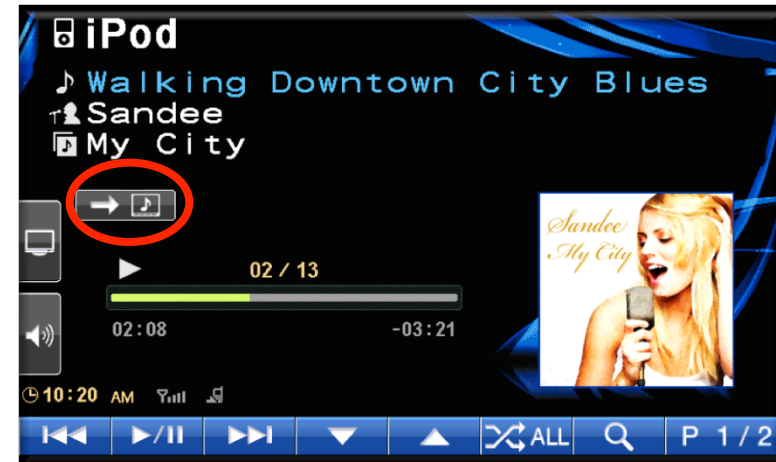 iPod
Walking Downtown City Blues
Sandee
My City
Sandee
My City
02 / 13
02:08 -03:21
10:20 AM
ALL P 1/2